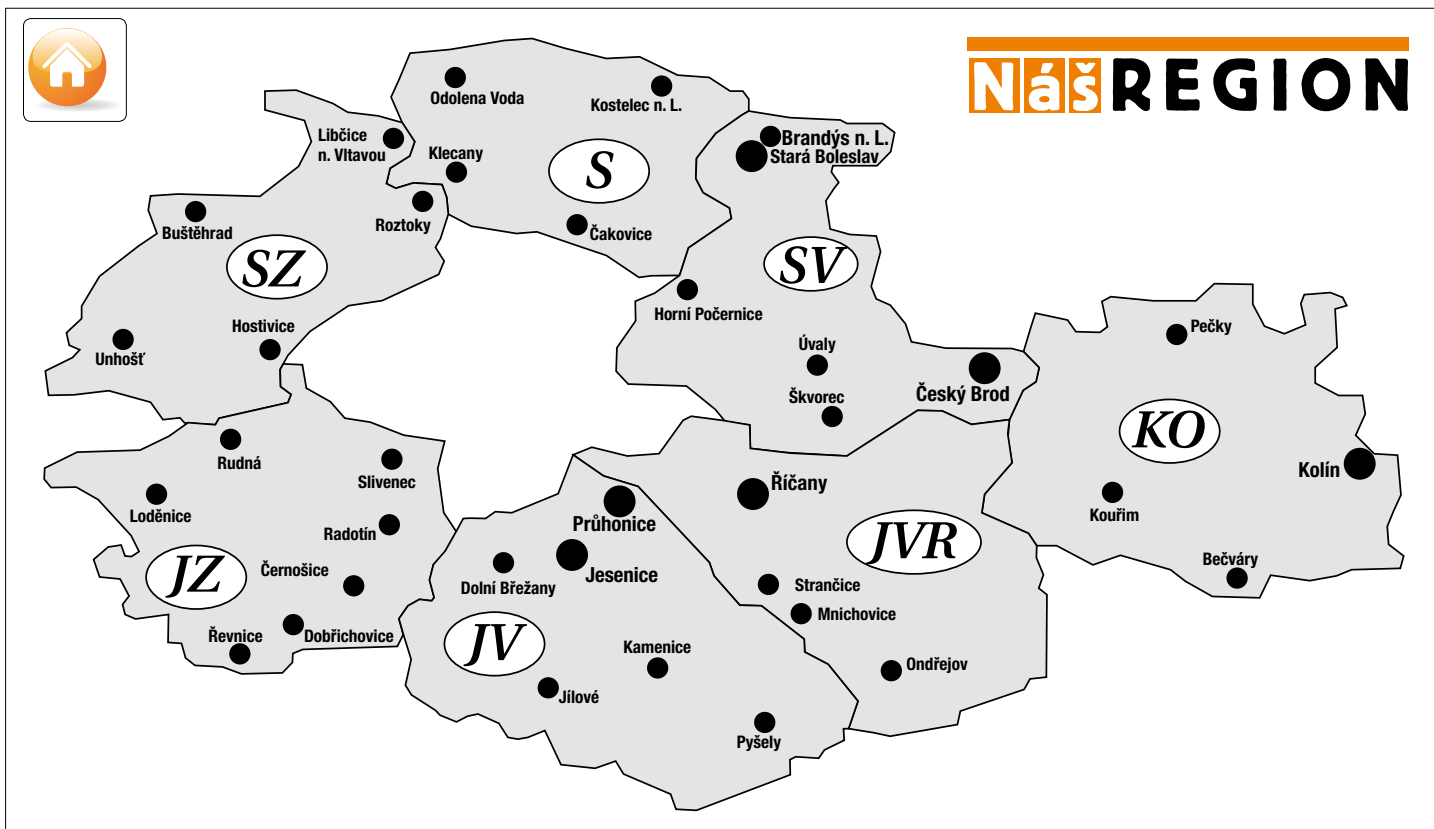 NášREGION
Odolena Voda
Kostelec n. L.
Libčice
n. Vltavou
Klecany
S
Brandýs n. L.
Stará Boleslav
Buštěhrad
Roztoky
Čakovice
SZ
SV
Horní Počernice
Hostivice
Unhošť
Úvaly
Škvorec
Český Brod
Pečky
KO
Kolín
Kouřim
Bečváry
Rudná
Slivenec
Loděnice
Radotín
JZ
Černošice
Řevnice
Dobřichovice
Průhonice
Jesenice
Dolní Břežany
JV
Kamenice
Jílové
Pyšely
Říčany
JVR
Strančice
Mnichovice
Ondřejov